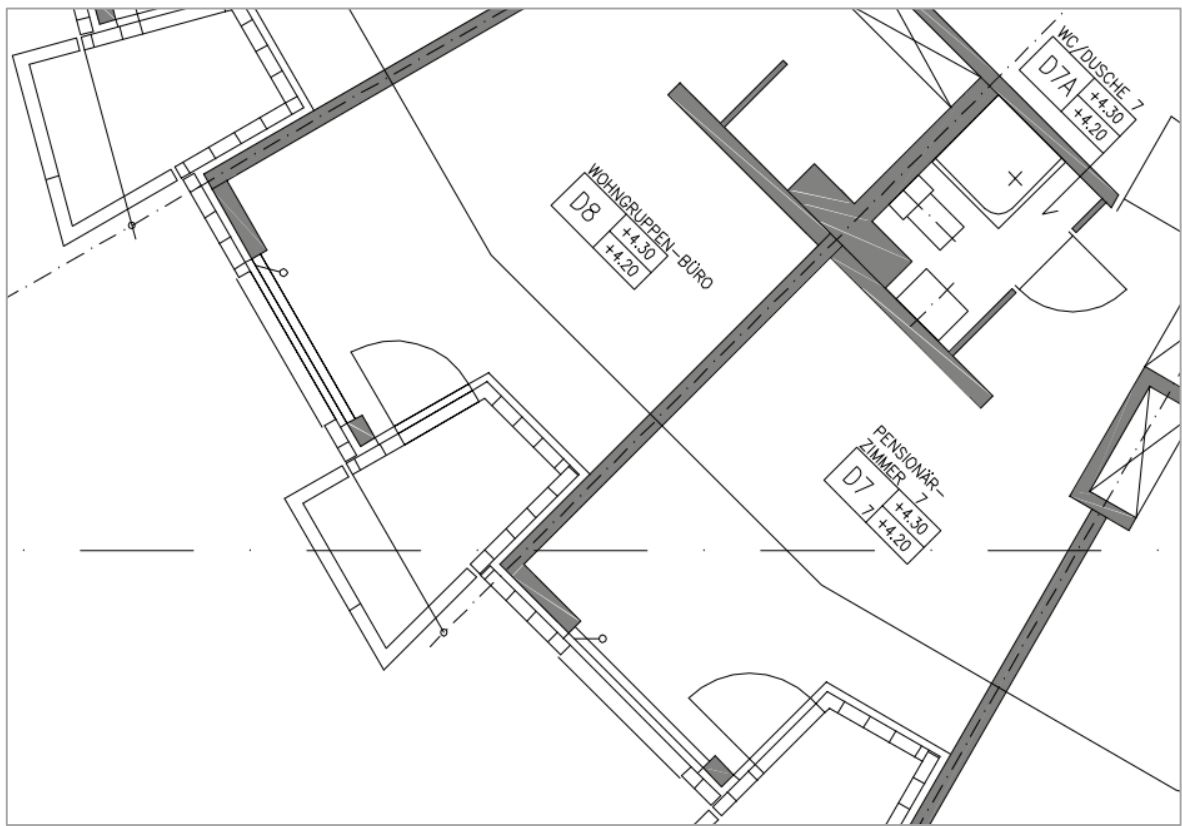 WC/DUSCHE 7
D7A
+4.30
+4.20
WOHNGRUPPEN-BÜRO
D8
+4.30
+4.20
PENSIONÄR-
ZIMMER 7
D7
7
+4.30
+4.20